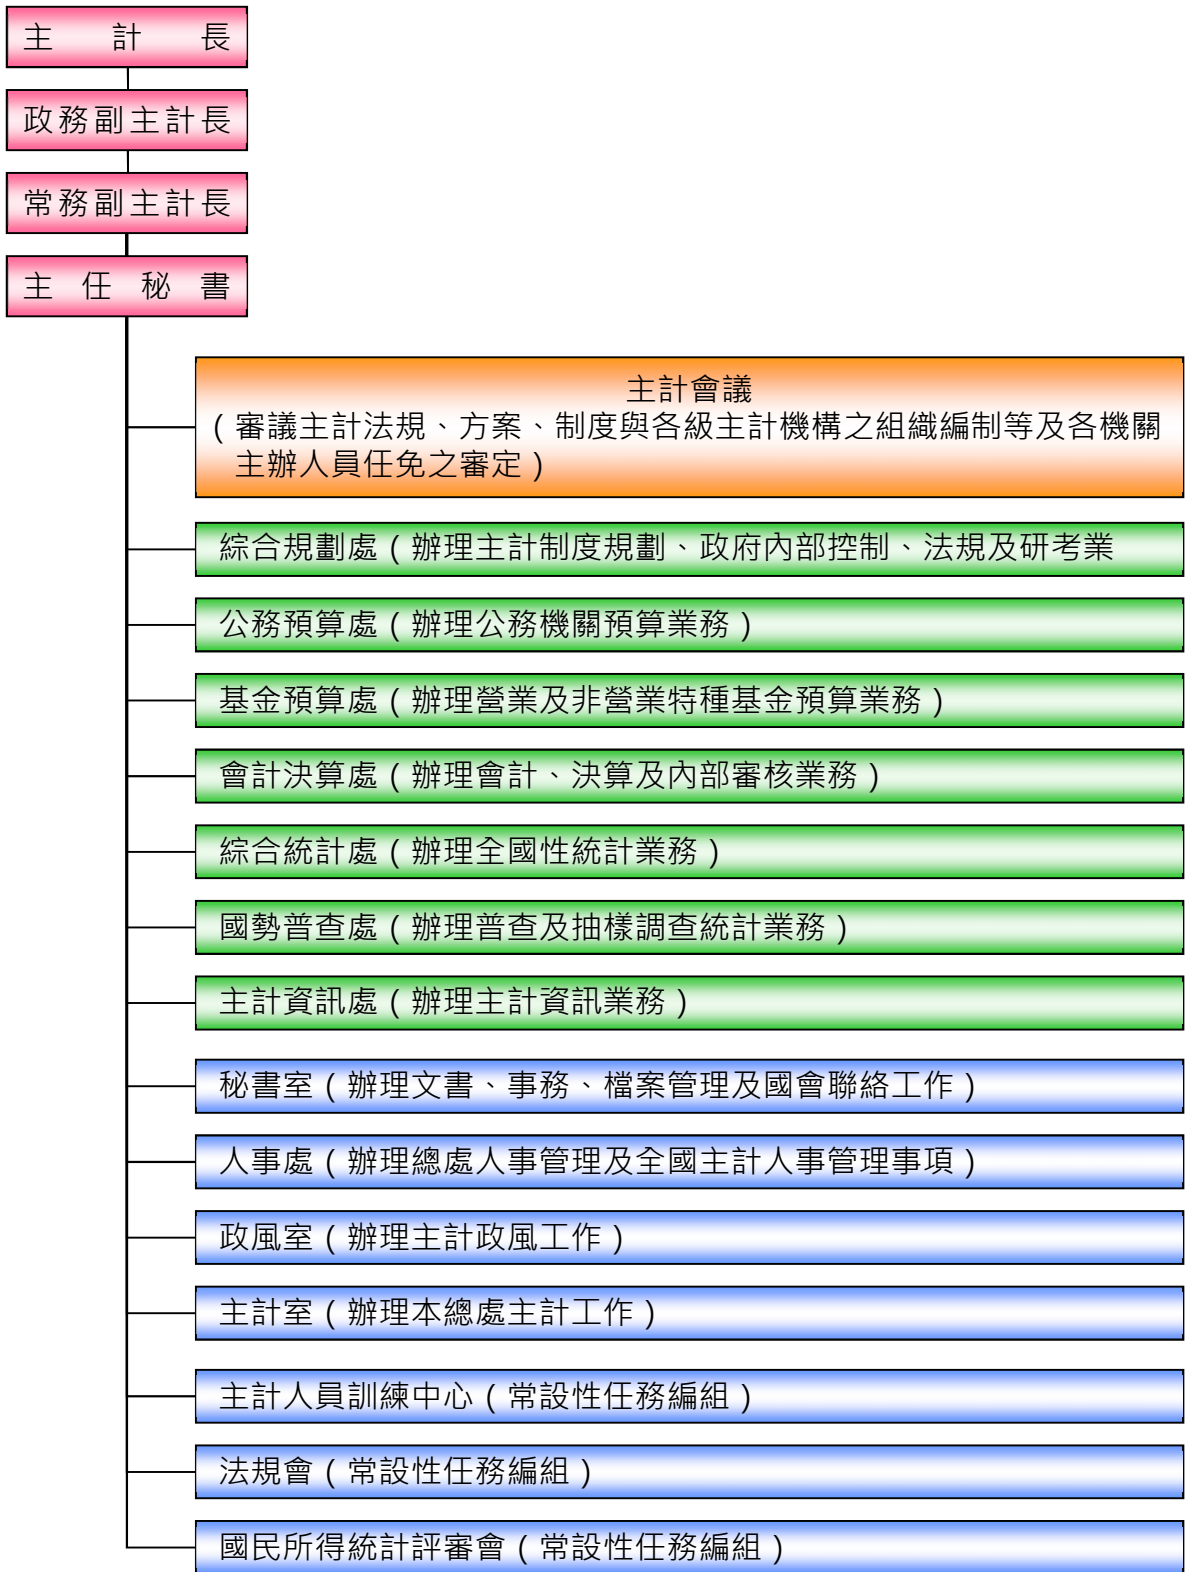 主計長
政務副主計長
常務副主計長
主任秘書
主計會議
(審議主計法規、方案、制度與各級主計機構之組織編制等及各機關
主辦人員任免之審定)
綜合規劃處(辦理主計制度規劃、政府內部控制、法規及研考業
公務預算處(辦理公務機關預算業務)
基金預算處(辦理營業及非營業特種基金預算業務)
會計決算處(辦理會計、決算及內部審核業務)
綜合統計處(辦理全國性統計業務)
國勢普查處(辦理普查及抽樣調查統計業務)
主計資訊處(辦理主計資訊業務)
秘書室(辦理文書、事務、檔案管理及國會聯絡工作)
人事處(辦理總處人事管理及全國主計人事管理事項)
政風室(辦理主計政風工作)
主計室(辦理本總處主計工作)
主計人員訓練中心(常設性任務編組)
法規會(常設性任務編組)
國民所得統計評審會(常設性任務編組)